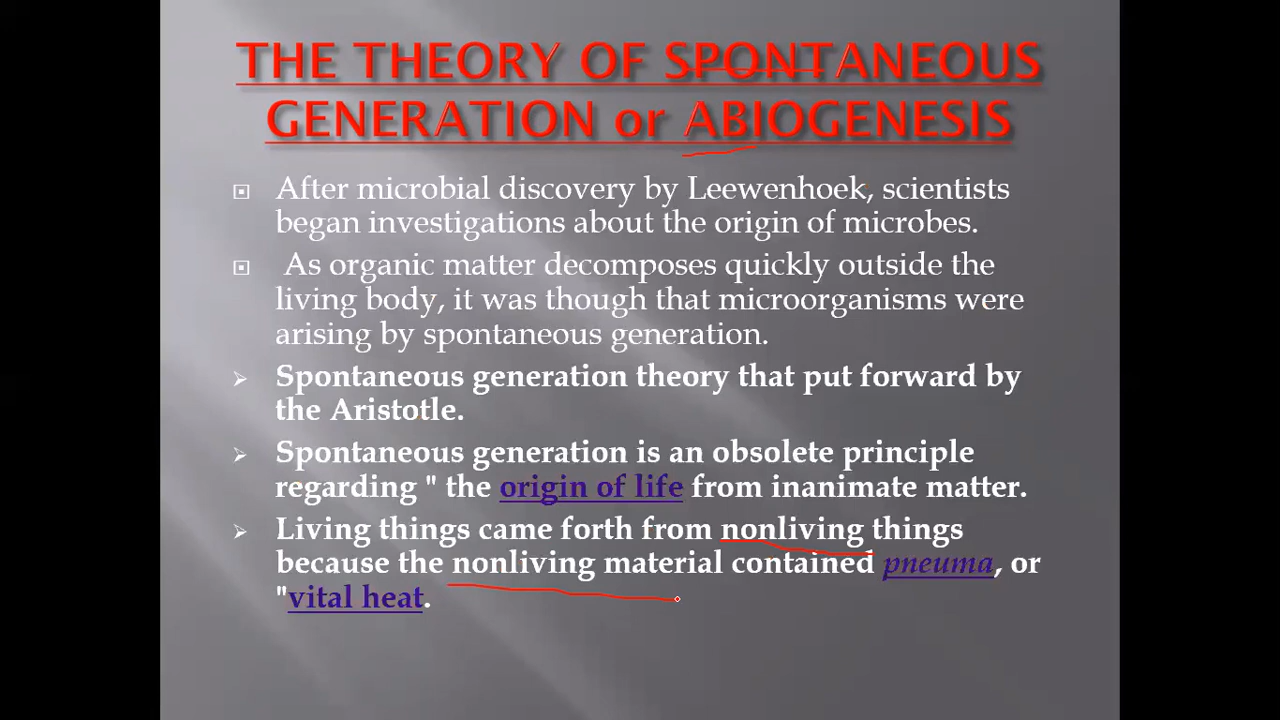 THE THEORY OF SPONTANEOUS
GENERATION or ABIOGENESIS
After microbial discovery by Leewenhoek, scientists
began investigations about the origin of microbes.
As organic matter decomposes quickly outside the
living body, it was though that microorganisms were
arising by spontaneous generation.
Spontaneous generation theory that put forward by
the Aristotle.
Spontaneous generation is an obsolete principle
regarding " the origin of life from inanimate matter.
Living things came forth from nonliving things
because the nonliving material contained pneuma, or
"vital heat.